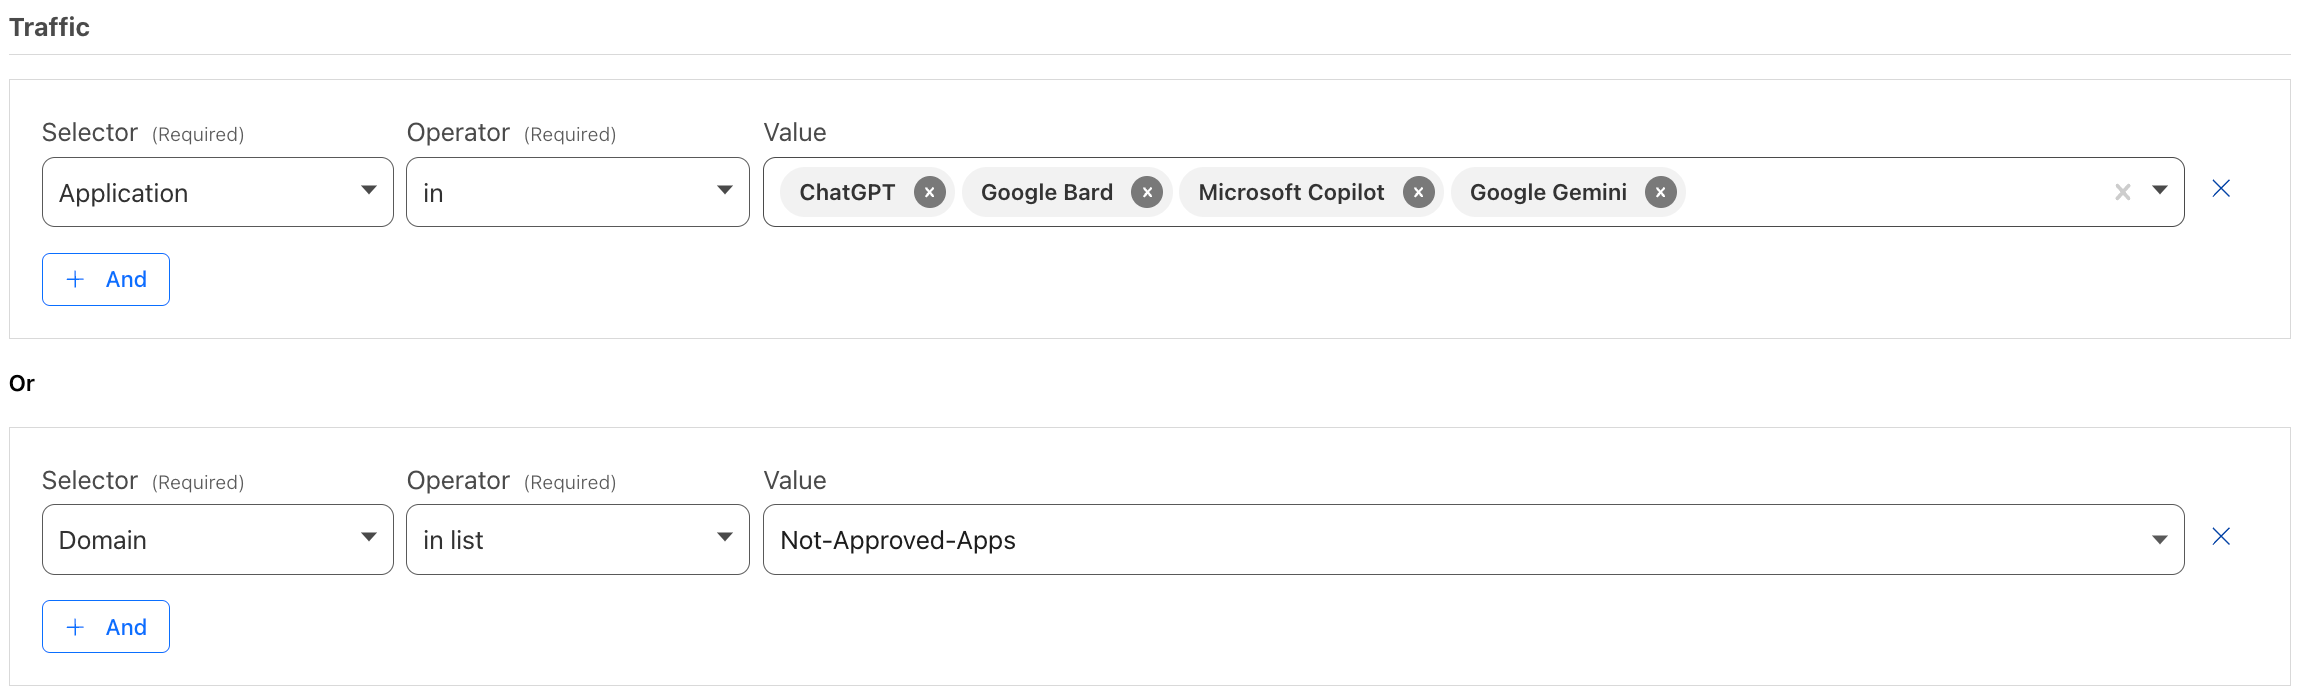 Traffic
Selector (Required) Operator (Required) Value
Application in ChatGPT Google Bard Microsoft Copilot Google Gemini
+ And
Or
Selector (Required) Operator (Required) Value
Domain in list Not-Approved-Apps
+ And